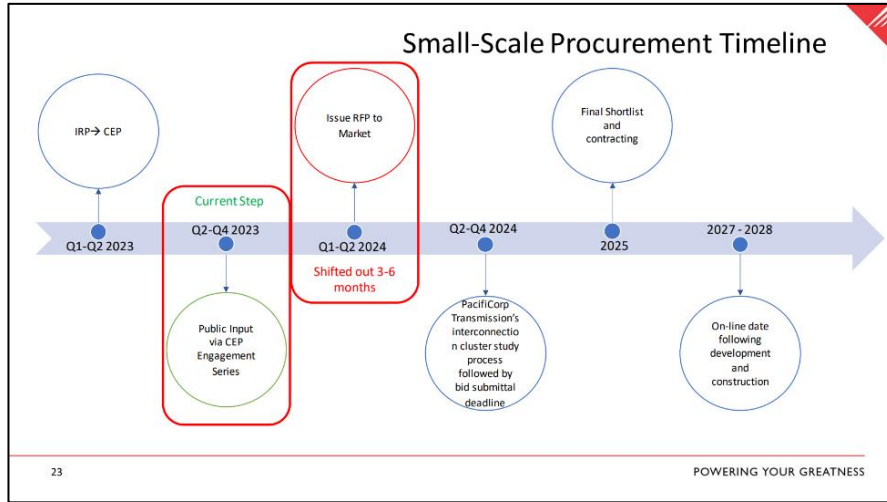 Small-Scale Procurement Timeline
IRP→ CEP
Q1-Q2 2023
Current Step
Q2-Q4 2023
Public Input
via CEP
Engagement
Series
Issue RFP to
Market
Q1-Q2 2024
Shifted out 3-6
months
Q2-Q4 2024
PacifiCorp
Transmission's
interconnectio
n cluster study
process
followed by
bid submittal
deadline
Final Shortlist
and
contracting
2025
2027 - 2028
On-line date
following
development
and
construction
23
POWERING YOUR GREATNESS